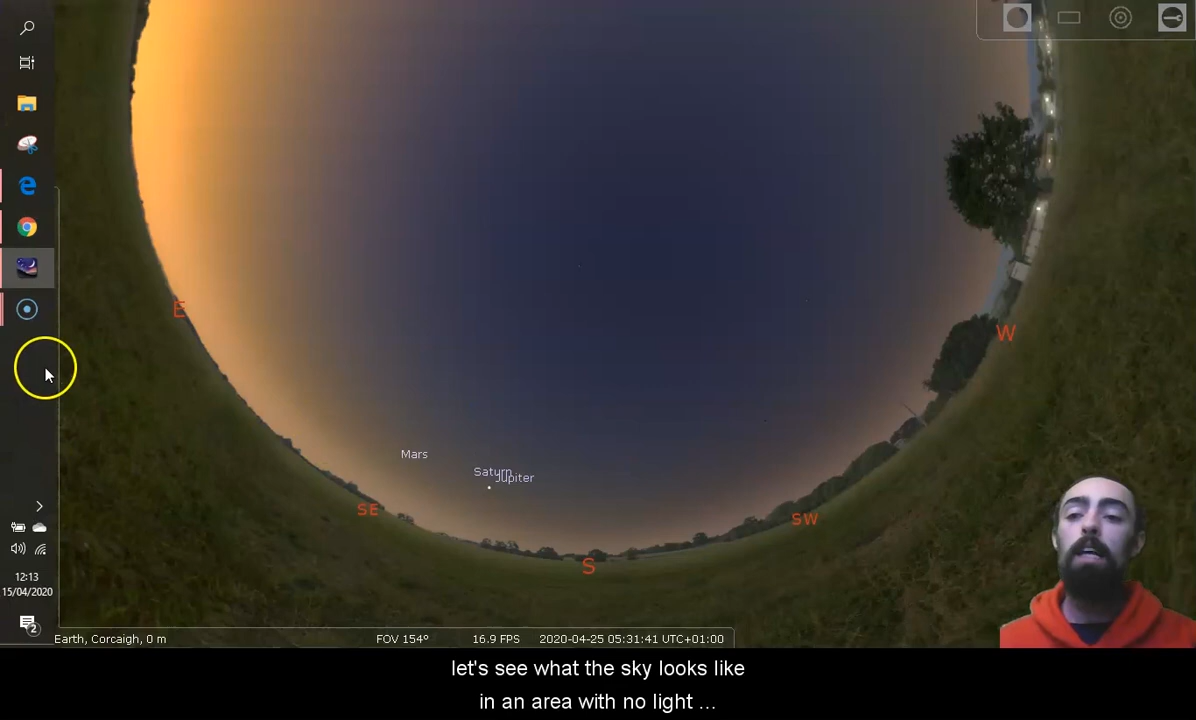 E
W
Mars
Saturn
Jupiter
SE
SW
S
12:13
15/04/2020
2
Earth, Corcaigh, 0 m
FOV 154°
16.9 FPS
2020-04-25 05:31:41 UTC+01:00
let's see what the sky looks like
in an area with no light ...